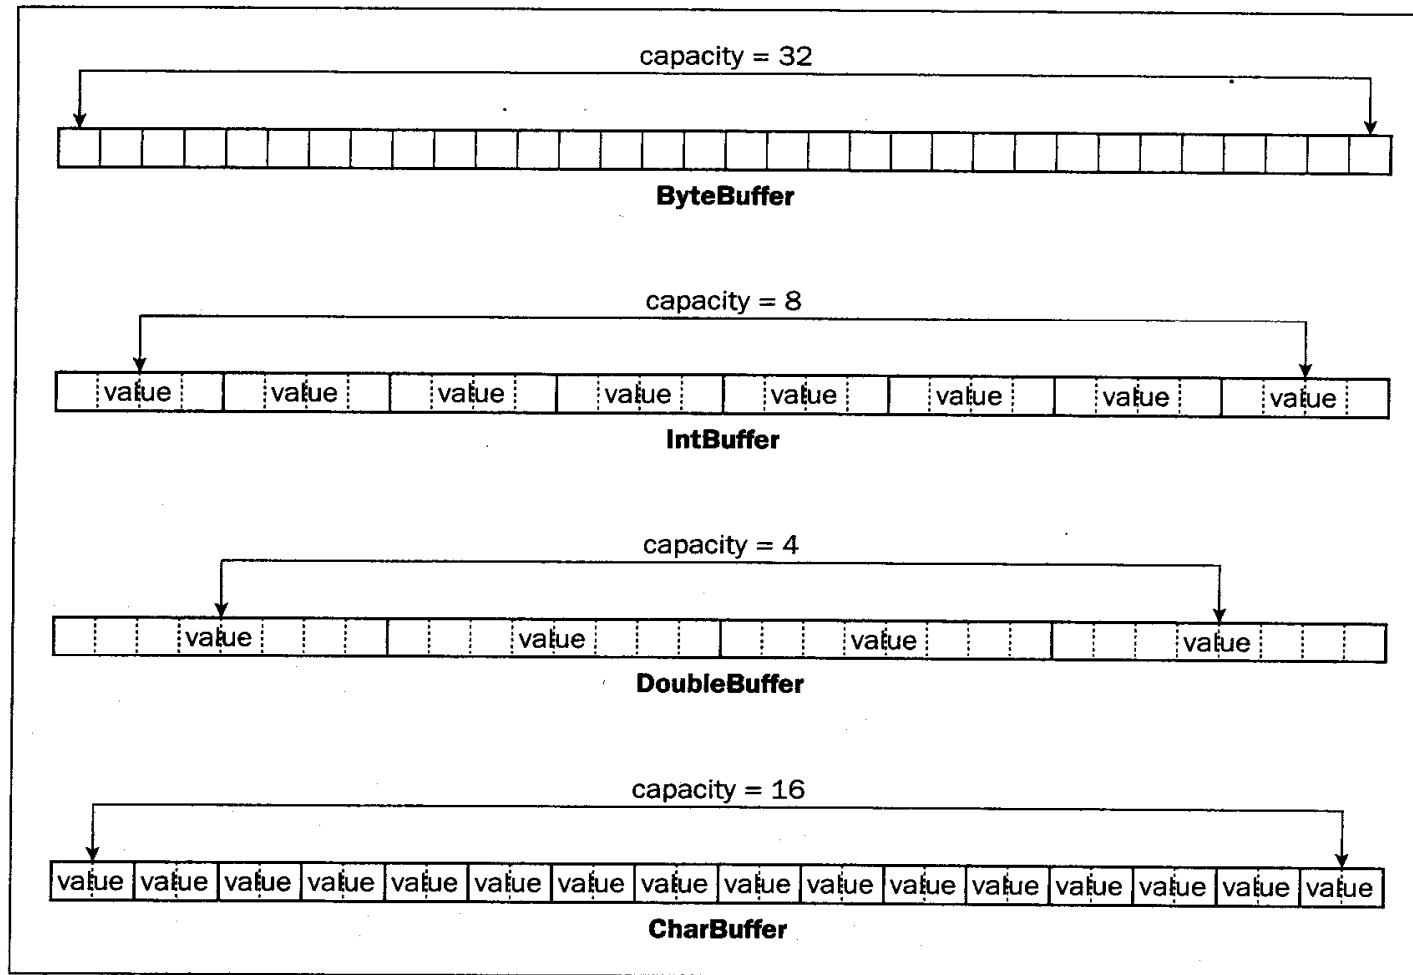 capacity = 32
ByteBuffer
capacity = 8
value value value value value value value value
IntBuffer
capacity = 4
value value value value
DoubleBuffer
capacity = 16
value value value value value value value value value value value value value value value value
CharBuffer